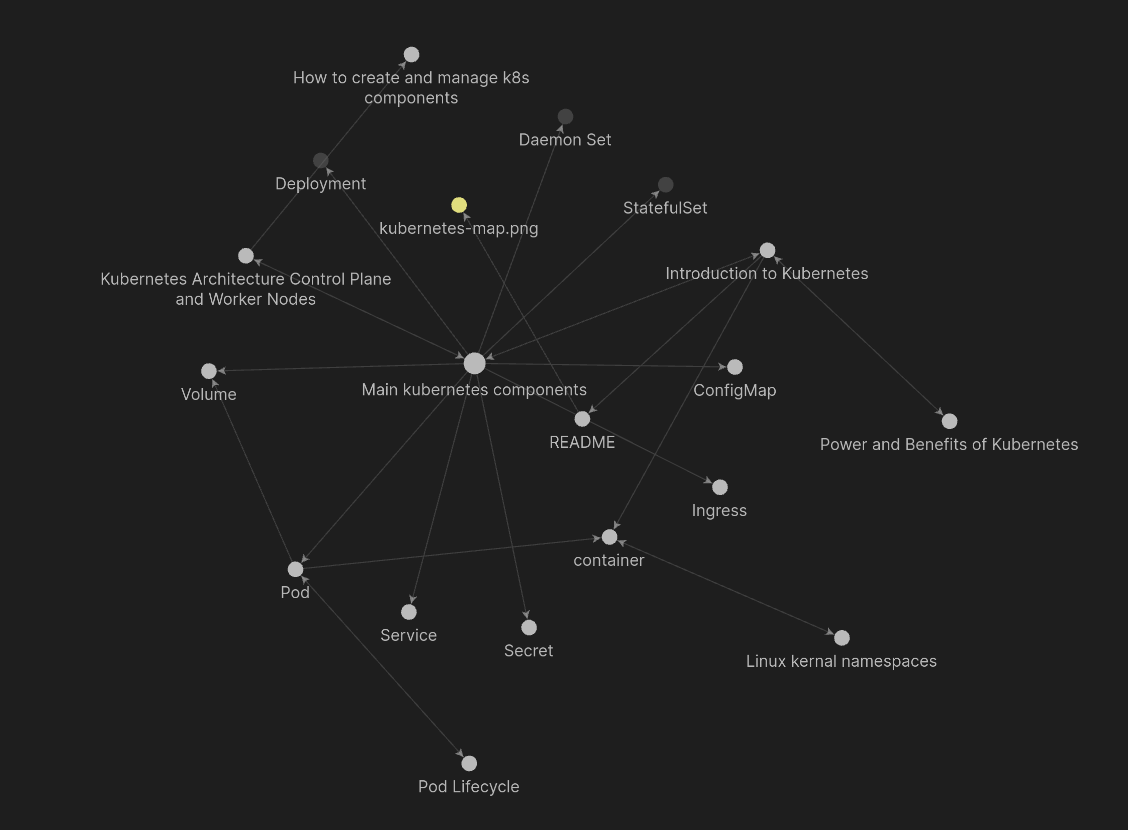 How to create and manage k8s
components
Daemon Set
Deployment
StatefulSet
kubernetes-map.png
Introduction to Kubernetes
Kubernetes Architecture Control Plane
and Worker Nodes
Volume
Main kubernetes components
ConfigMap
README
Power and Benefits of Kubernetes
Ingress
container
Pod
Service
Secret
Linux kernal namespaces
Pod Lifecycle